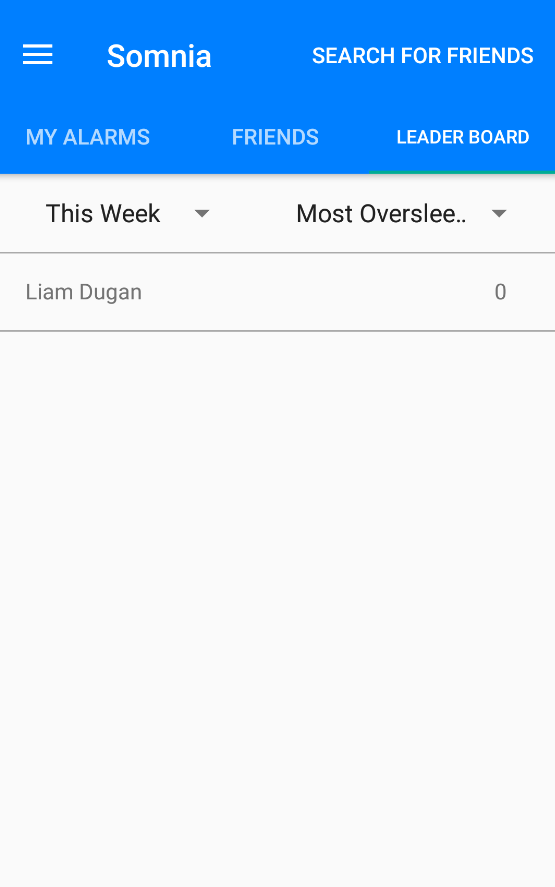 Somnia SEARCH FOR FRIENDS
MY ALARMS FRIENDS LEADER BOARD
This Week Most Overslee..
Liam Dugan 0